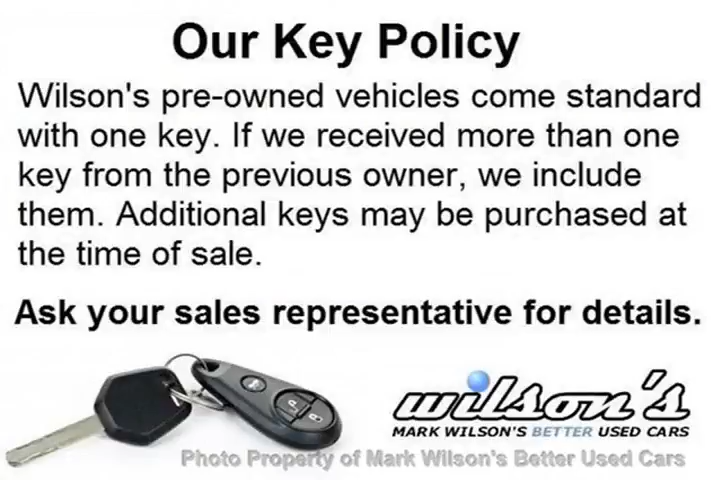 Our Key Policy
Wilson's pre-owned vehicles come standard
with one key. If we received more than one
key from the previous owner, we include
them. Additional keys may be purchased at
the time of sale.
Ask your sales representative for details.
wilson's
MARK WILSON'S BETTER USED CARS
Photo Property of Mark Wilson's Better Used Cars